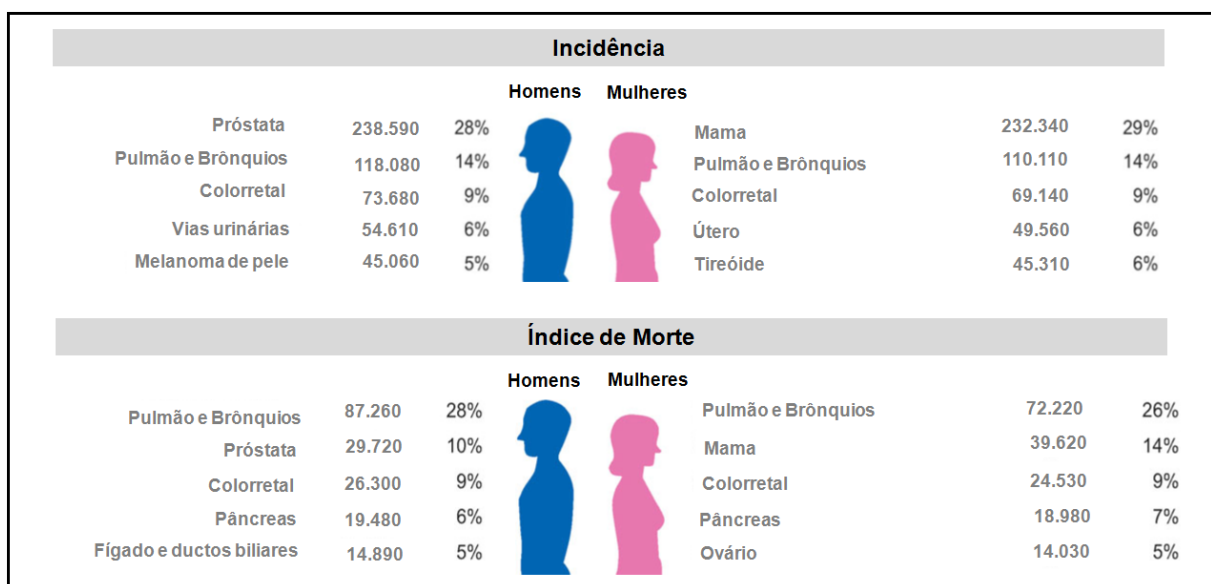 Incidência
Homens Mulheres
Próstata 238.590 28% Mama 232.340 29%
Pulmão e Brônquios 118.080 14% Pulmão e Brônquios 110.110 14%
Colorretal 73.680 9% Colorretal 69.140 9%
Vias urinárias 54.610 6% Útero 49.560 6%
Melanoma de pele 45.060 5% Tireóide 45.310 6%
Índice de Morte
Homens Mulheres
Pulmão e Brônquios 87.260 28% Pulmão e Brônquios 72.220 26%
Próstata 29.720 10% Mama 39.620 14%
Colorretal 26.300 9% Colorretal 24.530 9%
Pâncreas 19.480 6% Pâncreas 18.980 7%
Fígado e ductos biliares 14.890 5% Ovário 14.030 5%